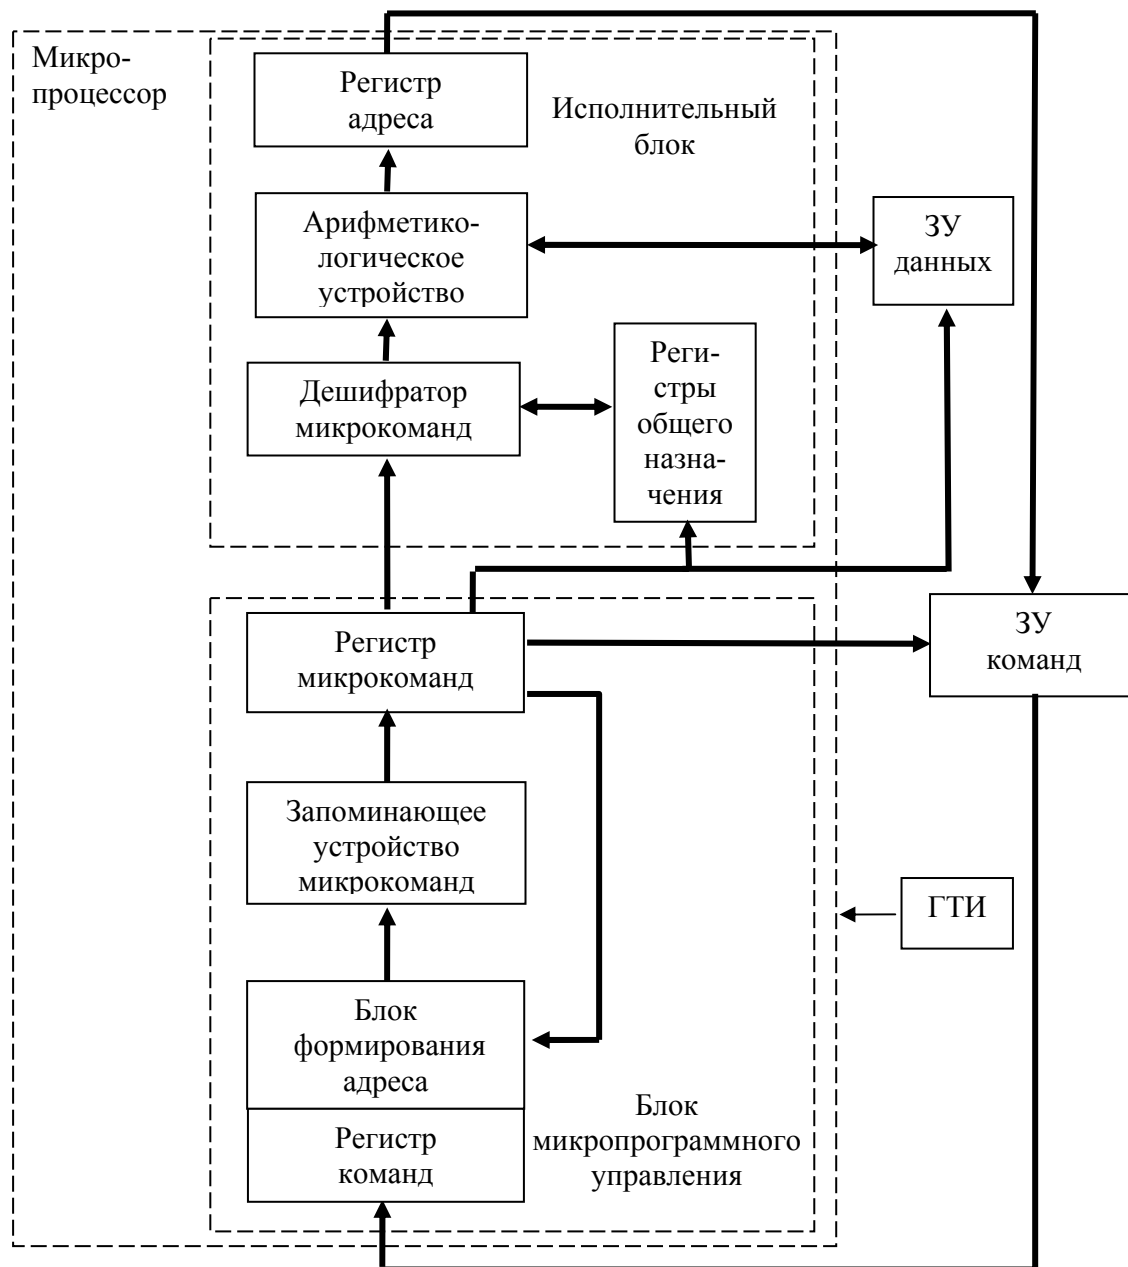 Микро-
процессор
Регистр
адреса
Исполнительный
блок
Арифметико-
логическое
устройство
ЗУ
данных
Дешифратор
микрокоманд
Реги-
стры
общего
назна-
чения
Регистр
микрокоманд
ЗУ
команд
Запоминающее
устройство
микрокоманд
ГТИ
Блок
формирования
адреса
Регистр
команд
Блок
микропрограммного
управления